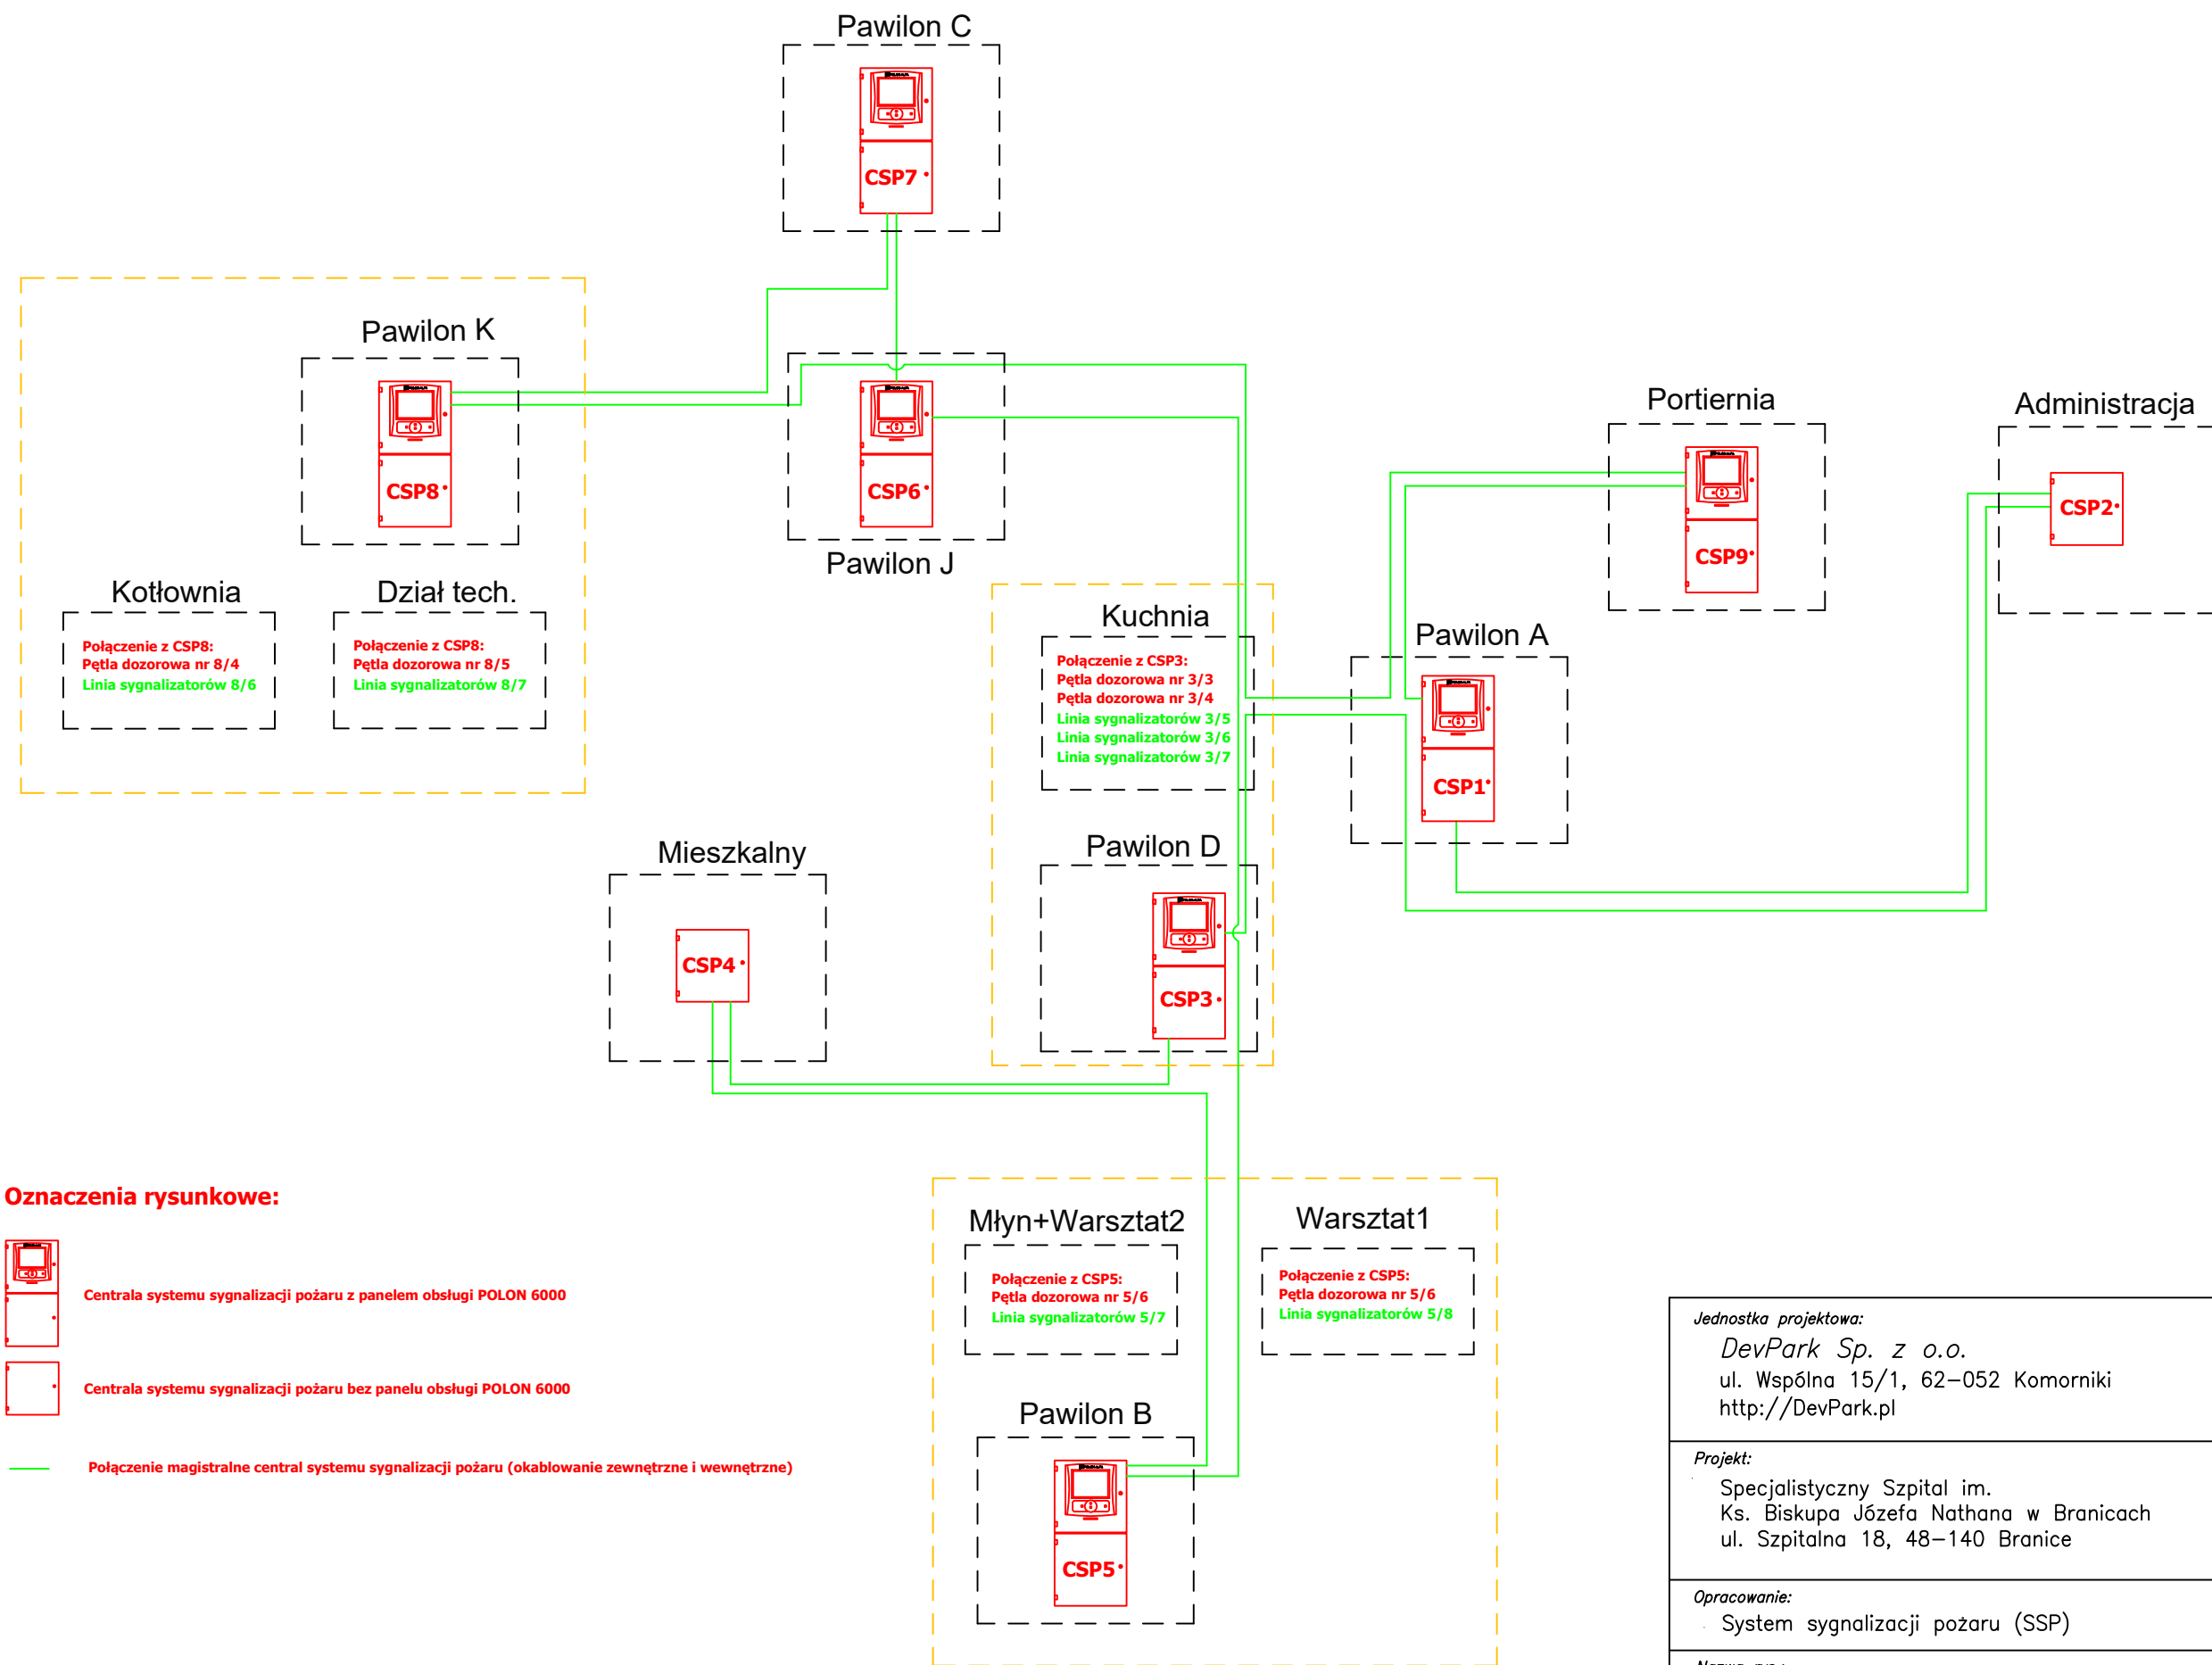 Pawilon C
CSP7
Pawilon K
CSP8
CSP6
Pawilon J
Portiernia
CSP9
Administracja
CSP2
Kotłownia
Połączenie z CSP8:
Pętla dozorowa nr 8/4
Linia sygnalizatorów 8/6
Dział tech.
Połączenie z CSP8:
Pętla dozorowa nr 8/5
Linia sygnalizatorów 8/7
Kuchnia
Połączenie z CSP3:
Pętla dozorowa nr 3/3
Pętla dozorowa nr 3/4
Linia sygnalizatorów 3/5
Linia sygnalizatorów 3/6
Linia sygnalizatorów 3/7
Pawilon A
CSP1
Mieszkalny
CSP4
Pawilon D
CSP3
Oznaczenia rysunkowe:
Centrala systemu sygnalizacji pożaru z panelem obsługi POLON 6000
Centrala systemu sygnalizacji pożaru bez panelu obsługi POLON 6000
Połączenie magistralne central systemu sygnalizacji pożaru (okablowanie zewnętrzne i wewnętrzne)
Młyn+Warsztat2
Połączenie z CSP5:
Pętla dozorowa nr 5/6
Linia sygnalizatorów 5/7
Warsztat1
Połączenie z CSP5:
Pętla dozorowa nr 5/6
Linia sygnalizatorów 5/8
Pawilon B
CSP5
Jednostka projektowa:
DevPark Sp. z o.o.
ul. Wspólna 15/1, 62-052 Komorniki
http://DevPark.pl
Projekt:
Specjalistyczny Szpital im.
Ks. Biskupa Józefa Nathana w Branicach
ul. Szpitalna 18, 48-140 Branice
Opracowanie:
System sygnalizacji pożaru (SSP)